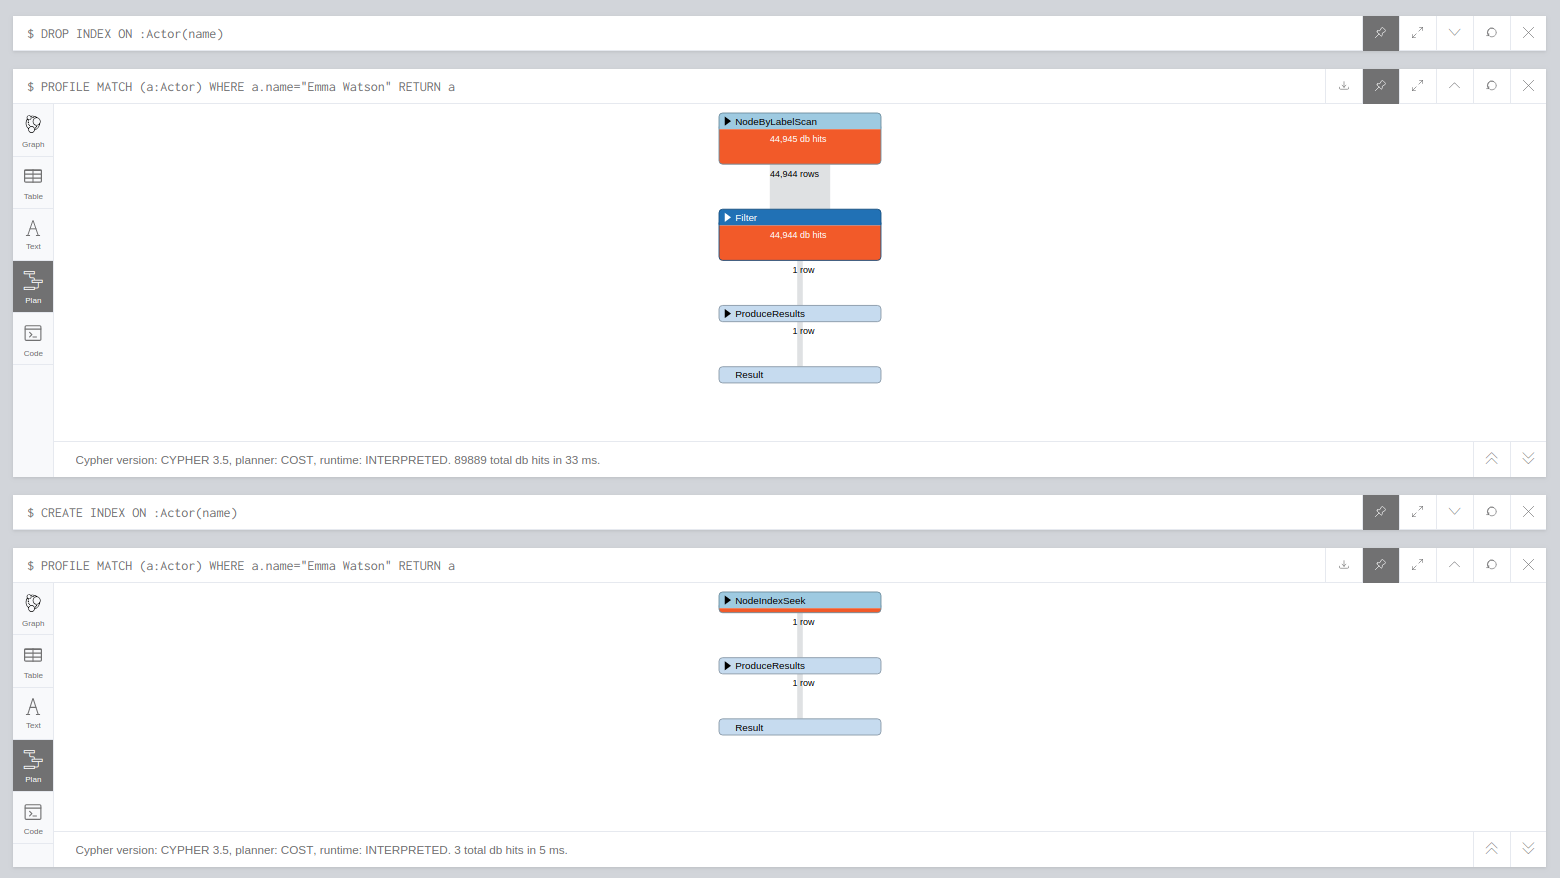 $ DROP INDEX ON :Actor(name)
$ PROFILE MATCH (a:Actor) WHERE a.name="Emma Watson" RETURN a
Graph
Table
Text
Plan
Code
NodeByLabelScan
44,945 db hits
44,944 rows
Filter
44,944 db hits
1 row
ProduceResults
1 row
Result
Cypher version: CYPHER 3.5, planner: COST, runtime: INTERPRETED. 89889 total db hits in 33 ms.
$ CREATE INDEX ON :Actor(name)
$ PROFILE MATCH (a:Actor) WHERE a.name="Emma Watson" RETURN a
Graph
Table
Text
Plan
Code
NodeIndexSeek
1 row
ProduceResults
1 row
Result
Cypher version: CYPHER 3.5, planner: COST, runtime: INTERPRETED. 3 total db hits in 5 ms.